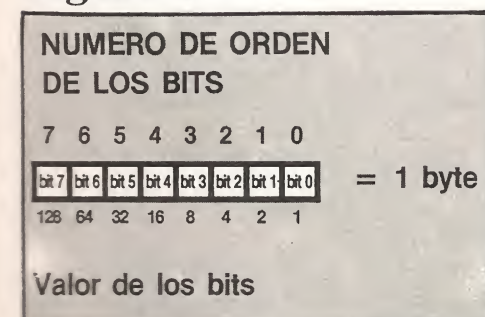 NUMERO DE ORDEN
DE LOS BITS
7 6 5 4 3 2 1 0
bit 7 bit 6 bit 5 bit 4 bit 3 bit 2 bit 1 bit 0 = 1 byte
128 64 32 16 8 4 2 1
Valor de los bits